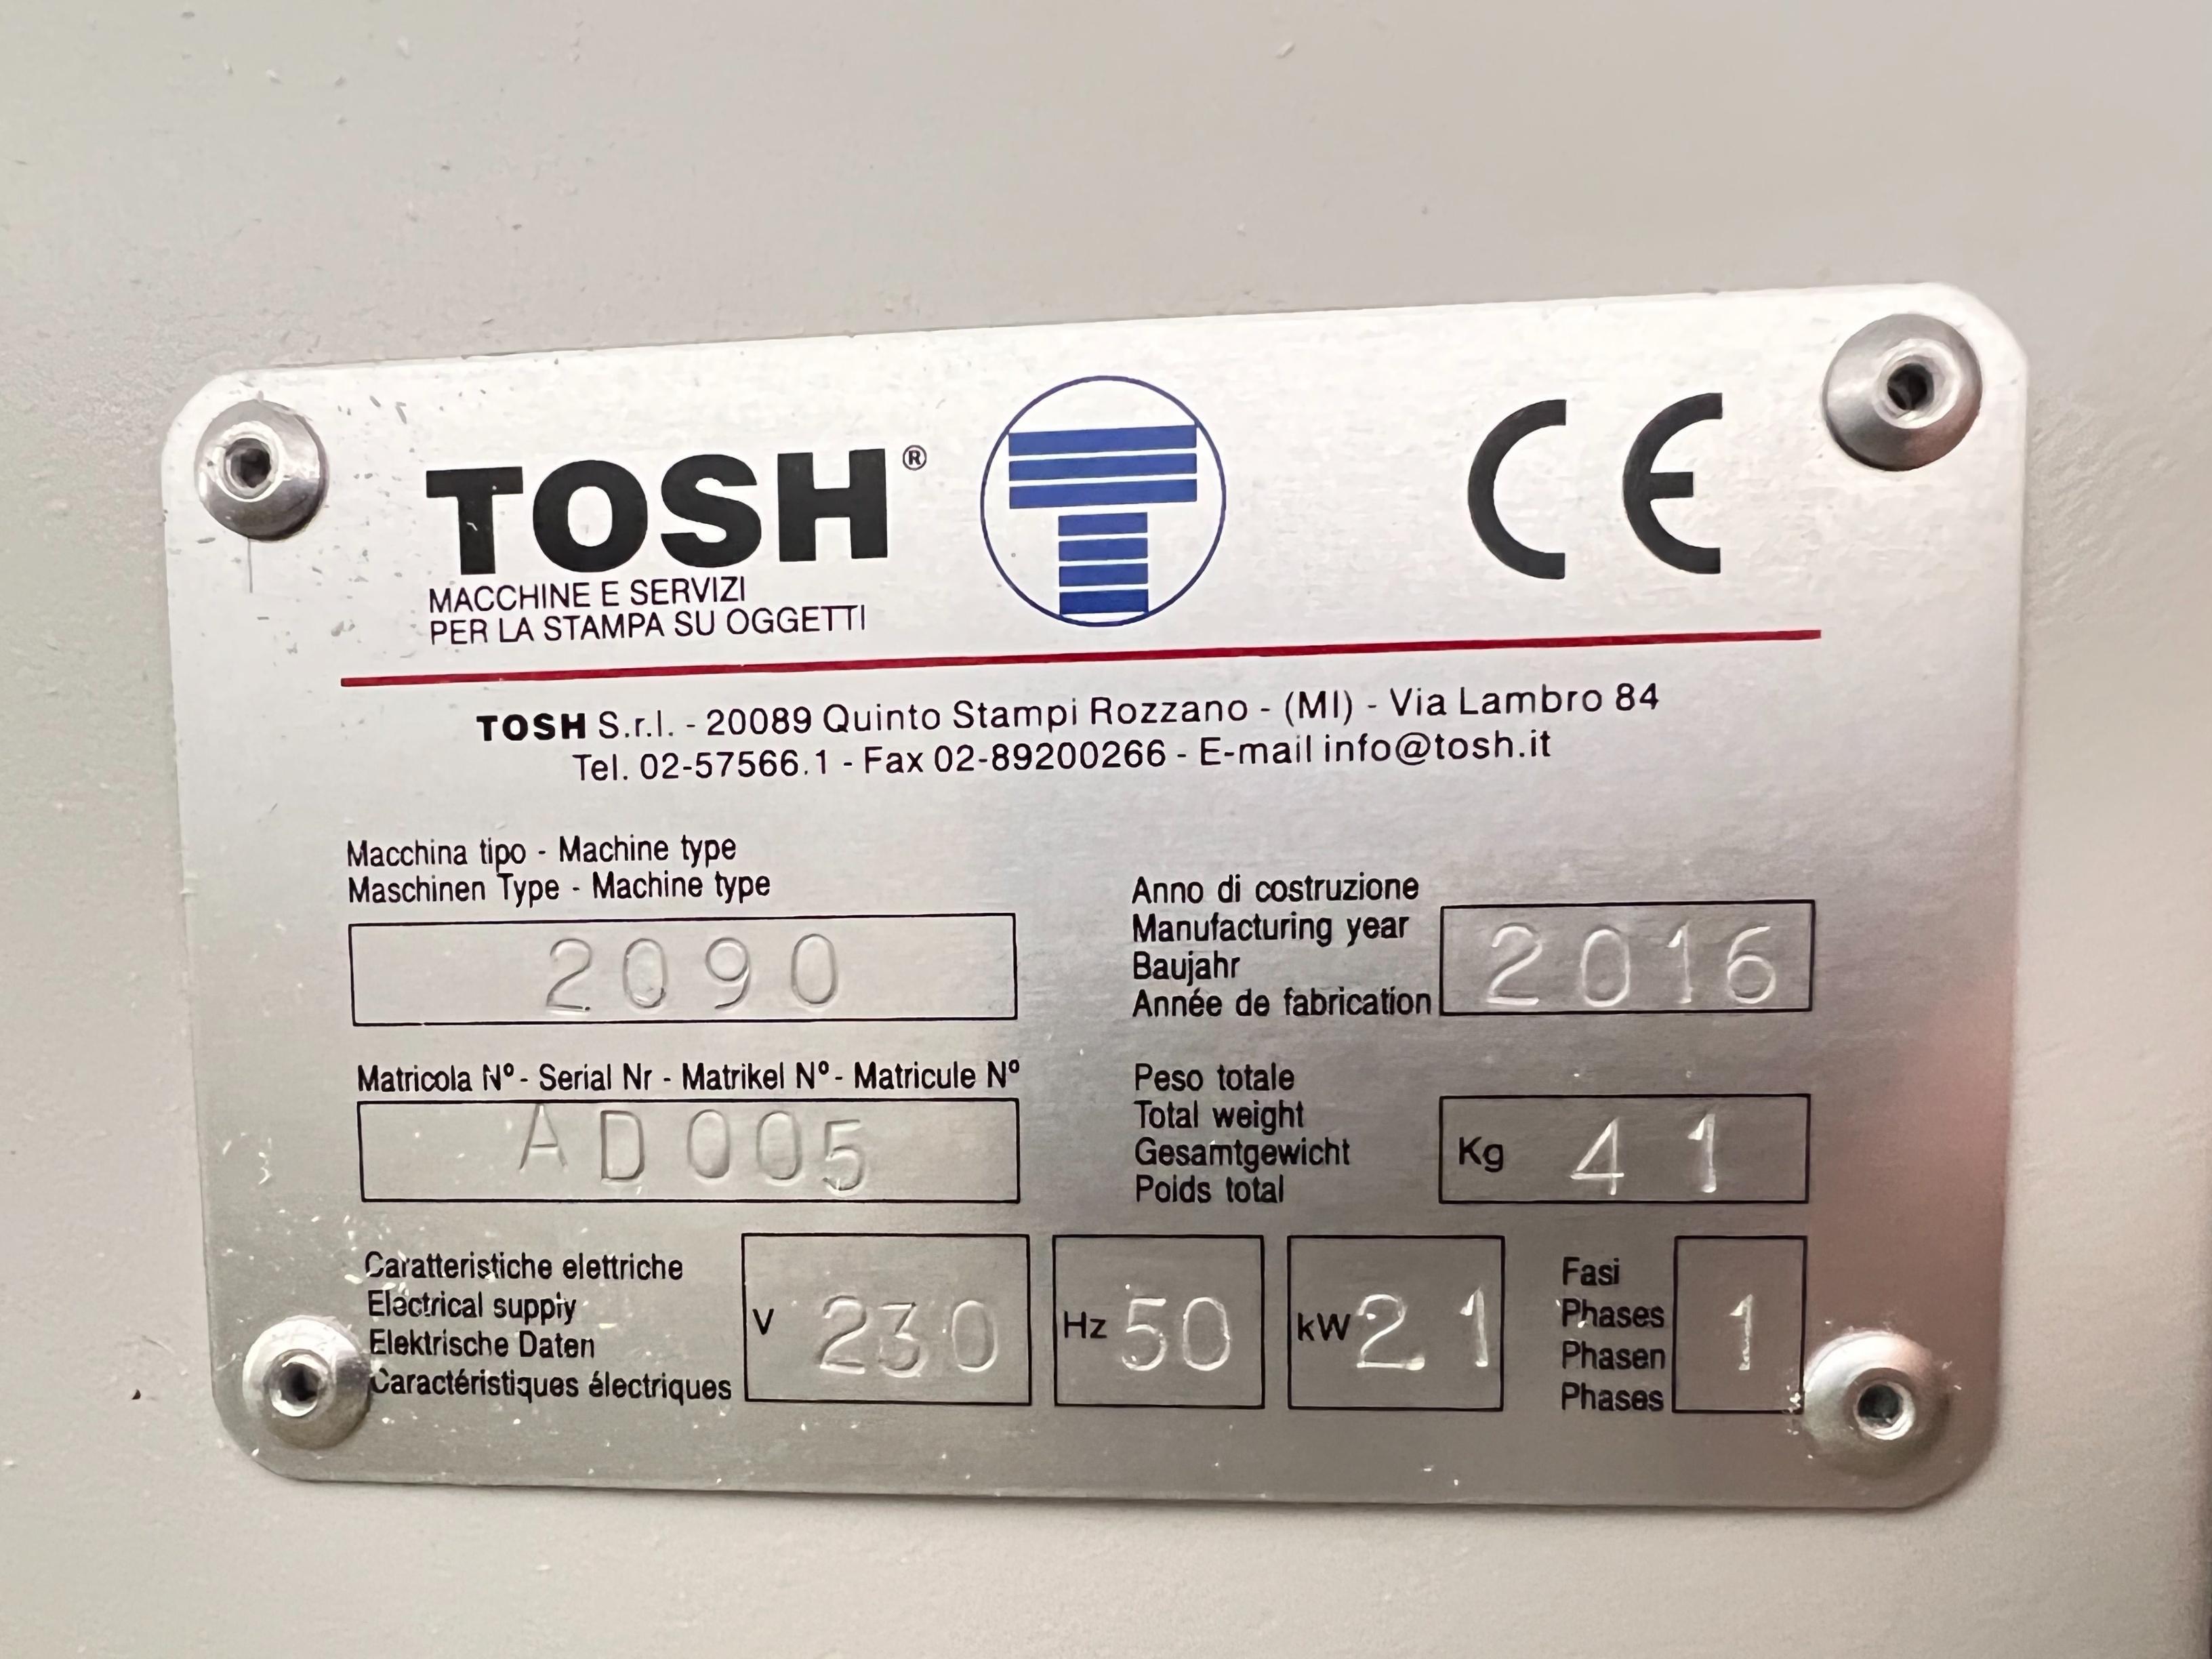 TOSH®
MACCHINE E SERVIZI
PER LA STAMPA SU OGGETTI
CE
TOSH S.r.l. - 20089 Quinto Stampi Rozzano - (MI) - Via Lambro 84
Tel. 02-57566.1 - Fax 02-89200266 - E-mail info@tosh.it
Macchina tipo - Machine type
Maschinen Type - Machine type
2090
Anno di costruzione
Manufacturing year
Baujahr
Année de fabrication
2016
Matricola Nº - Serial Nr - Matrikel Nº - Matricule Nº
AD005
Peso totale
Total weight
Gesamtgewicht
Poids total
Kg 41
Caratteristiche elettriche
Electrical supply
Elektrische Daten
Caractéristiques électriques
V 230
Hz 50
kW 2.1
Fasi
Phases
Phasen
Phases
1